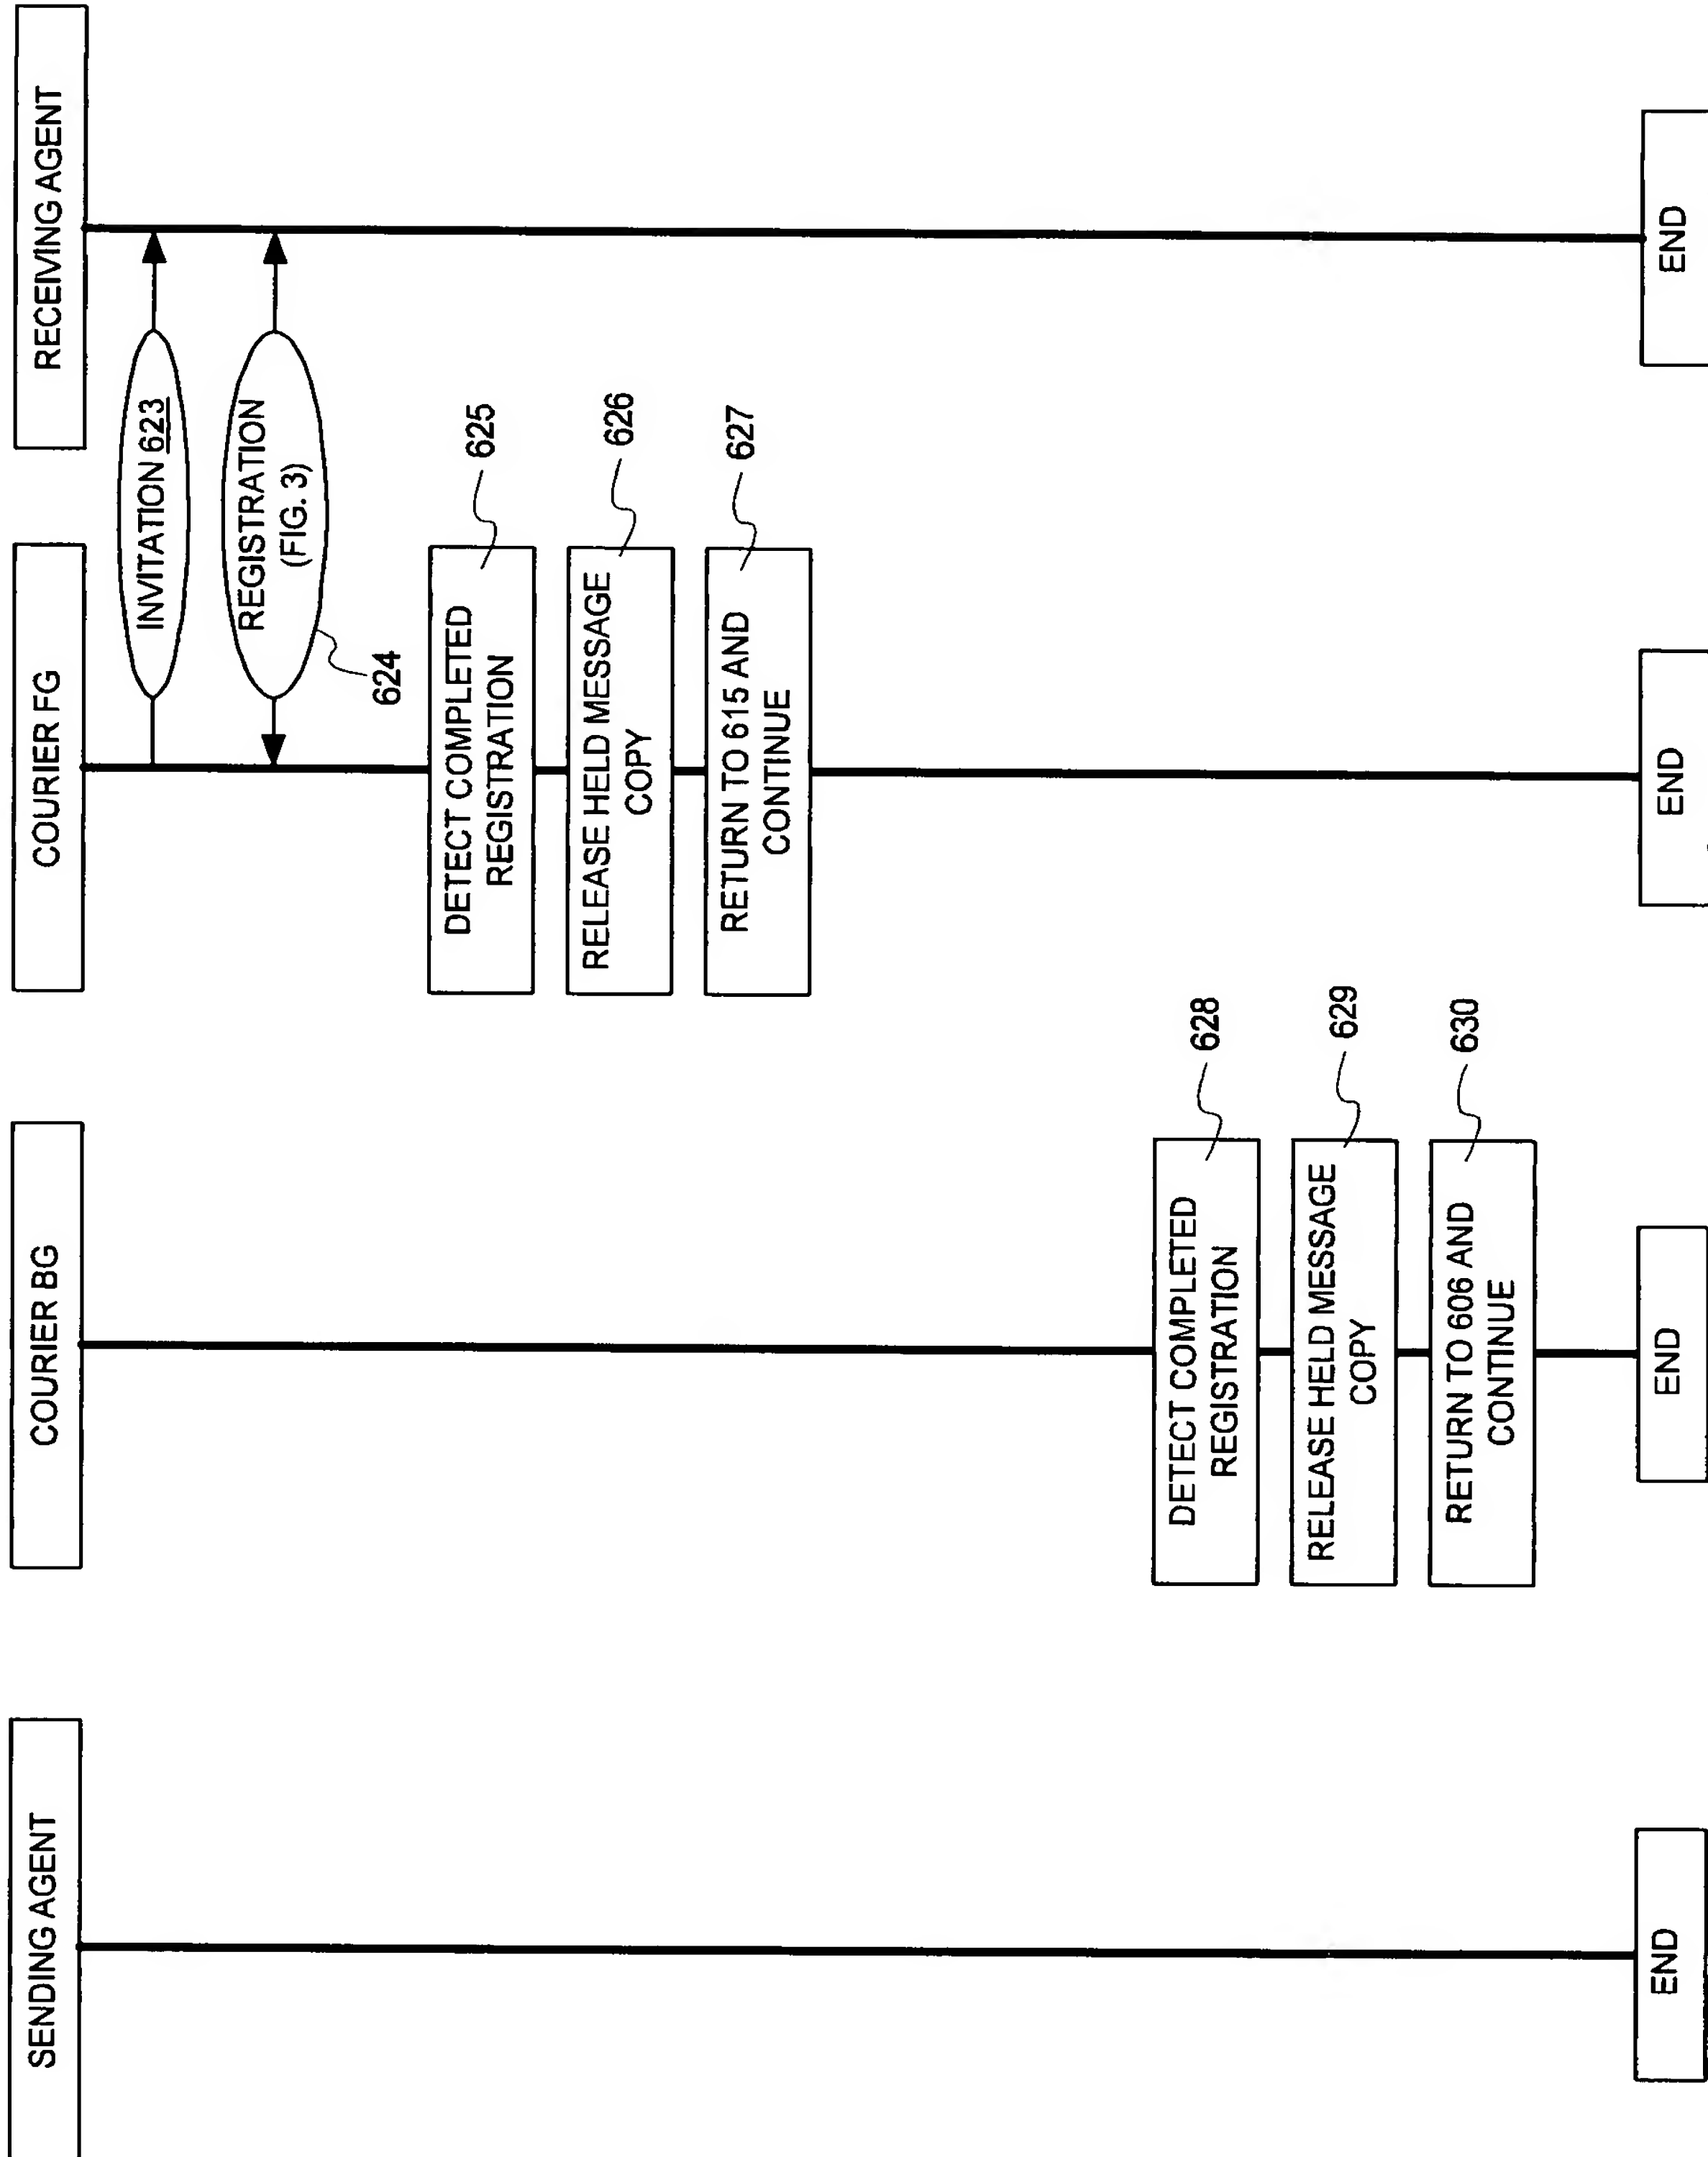 SENDING AGENT
COURIER BG
COURIER FG
RECEIVING AGENT
INVITATION 623
REGISTRATION
(FIG. 3)
624
DETECT COMPLETED
REGISTRATION
625
RELEASE HELD MESSAGE
COPY
626
RETURN TO 615 AND
CONTINUE
627
DETECT COMPLETED
REGISTRATION
628
RELEASE HELD MESSAGE
COPY
629
RETURN TO 606 AND
CONTINUE
630
END
END
END
END